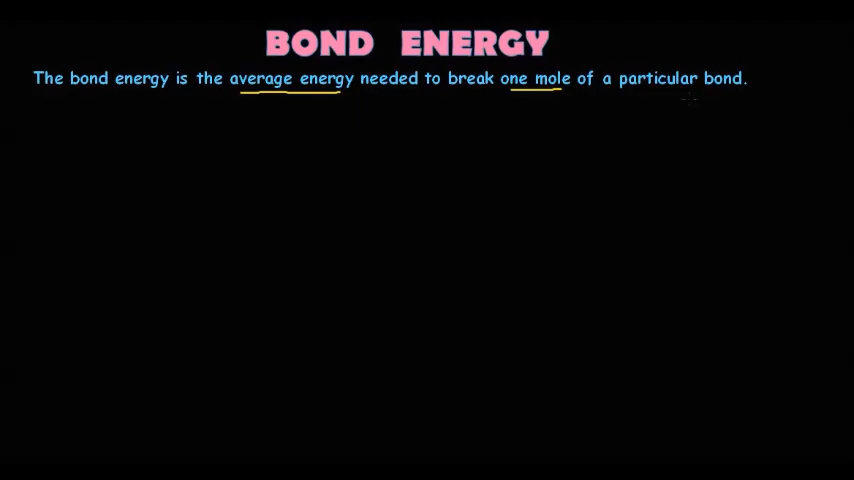 BOND ENERGY
The bond energy is the average energy needed to break one mole of a particular bond.